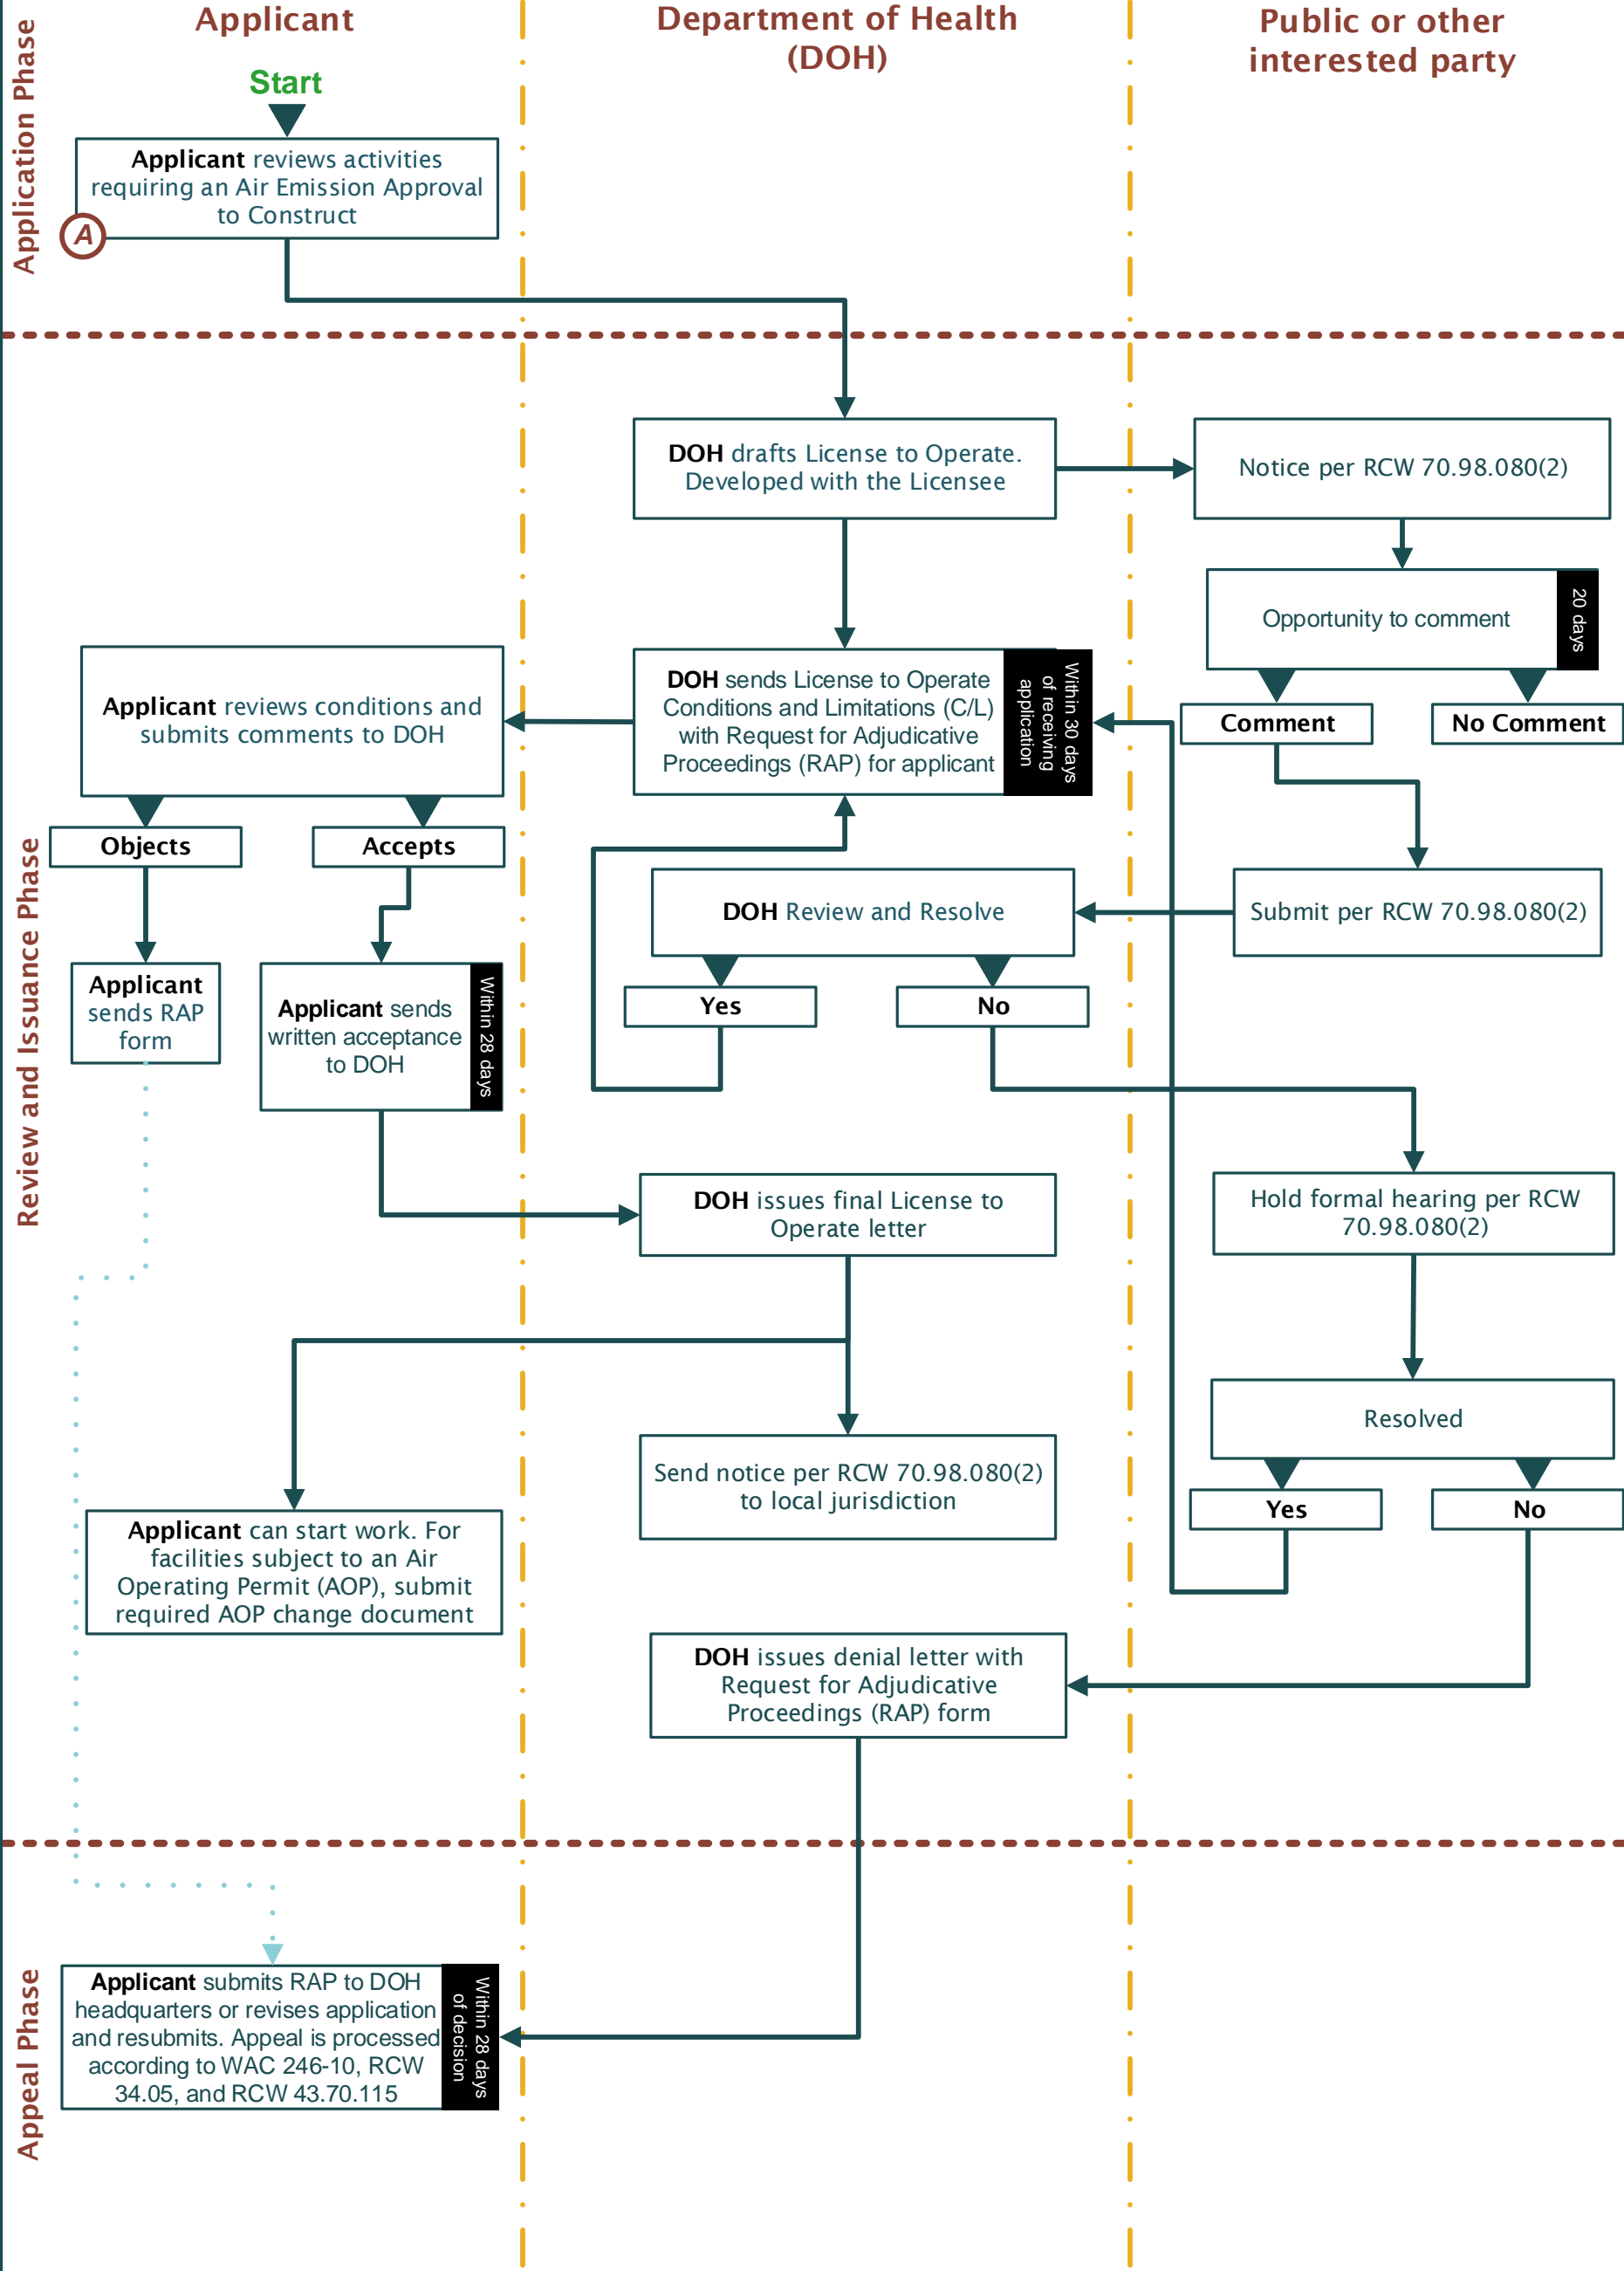 Applicant
Department of Health
(DOH)
Public or other
interested party
Application Phase
Start
Applicant reviews activities
requiring an Air Emission Approval
to Construct
A
Review and Issuance Phase
DOH drafts License to Operate.
Developed with the Licensee
Notice per RCW 70.98.080(2)
Opportunity to comment
20 days
Comment
No Comment
DOH sends License to Operate
Conditions and Limitations (C/L)
with Request for Adjudicative
Proceedings (RAP) for applicant
Within 30 days
of receiving
application
Applicant reviews conditions and
submits comments to DOH
Objects
Accepts
DOH Review and Resolve
Submit per RCW 70.98.080(2)
Yes
No
Applicant
sends RAP
form
Applicant sends
written acceptance
to DOH
Within 28 days
DOH issues final License to
Operate letter
Hold formal hearing per RCW
70.98.080(2)
Resolved
Yes
No
Send notice per RCW 70.98.080(2)
to local jurisdiction
Applicant can start work. For
facilities subject to an Air
Operating Permit (AOP), submit
required AOP change document
DOH issues denial letter with
Request for Adjudicative
Proceedings (RAP) form
Appeal Phase
Applicant submits RAP to DOH
headquarters or revises application
and resubmits. Appeal is processed
according to WAC 246-10, RCW
34.05, and RCW 43.70.115
Within 28 days
of decision